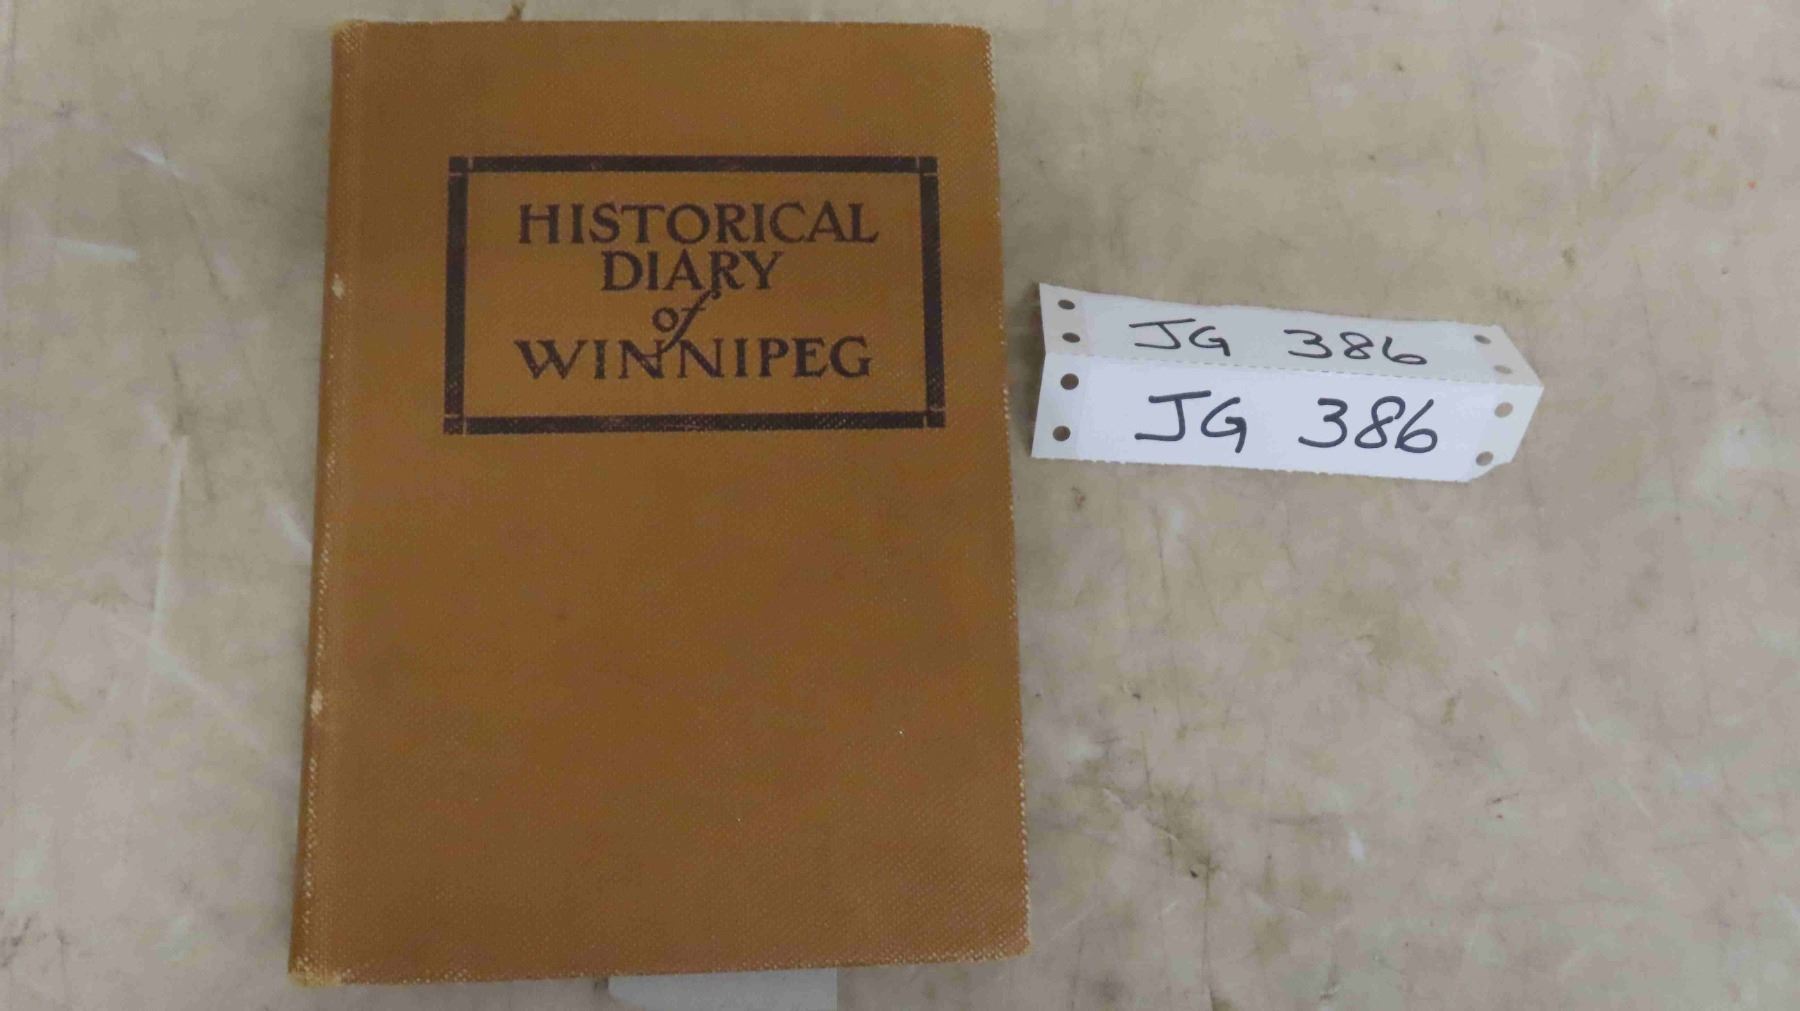 HISTORICAL
DIARY
of
WINNIPEG
JG 386
JG 386